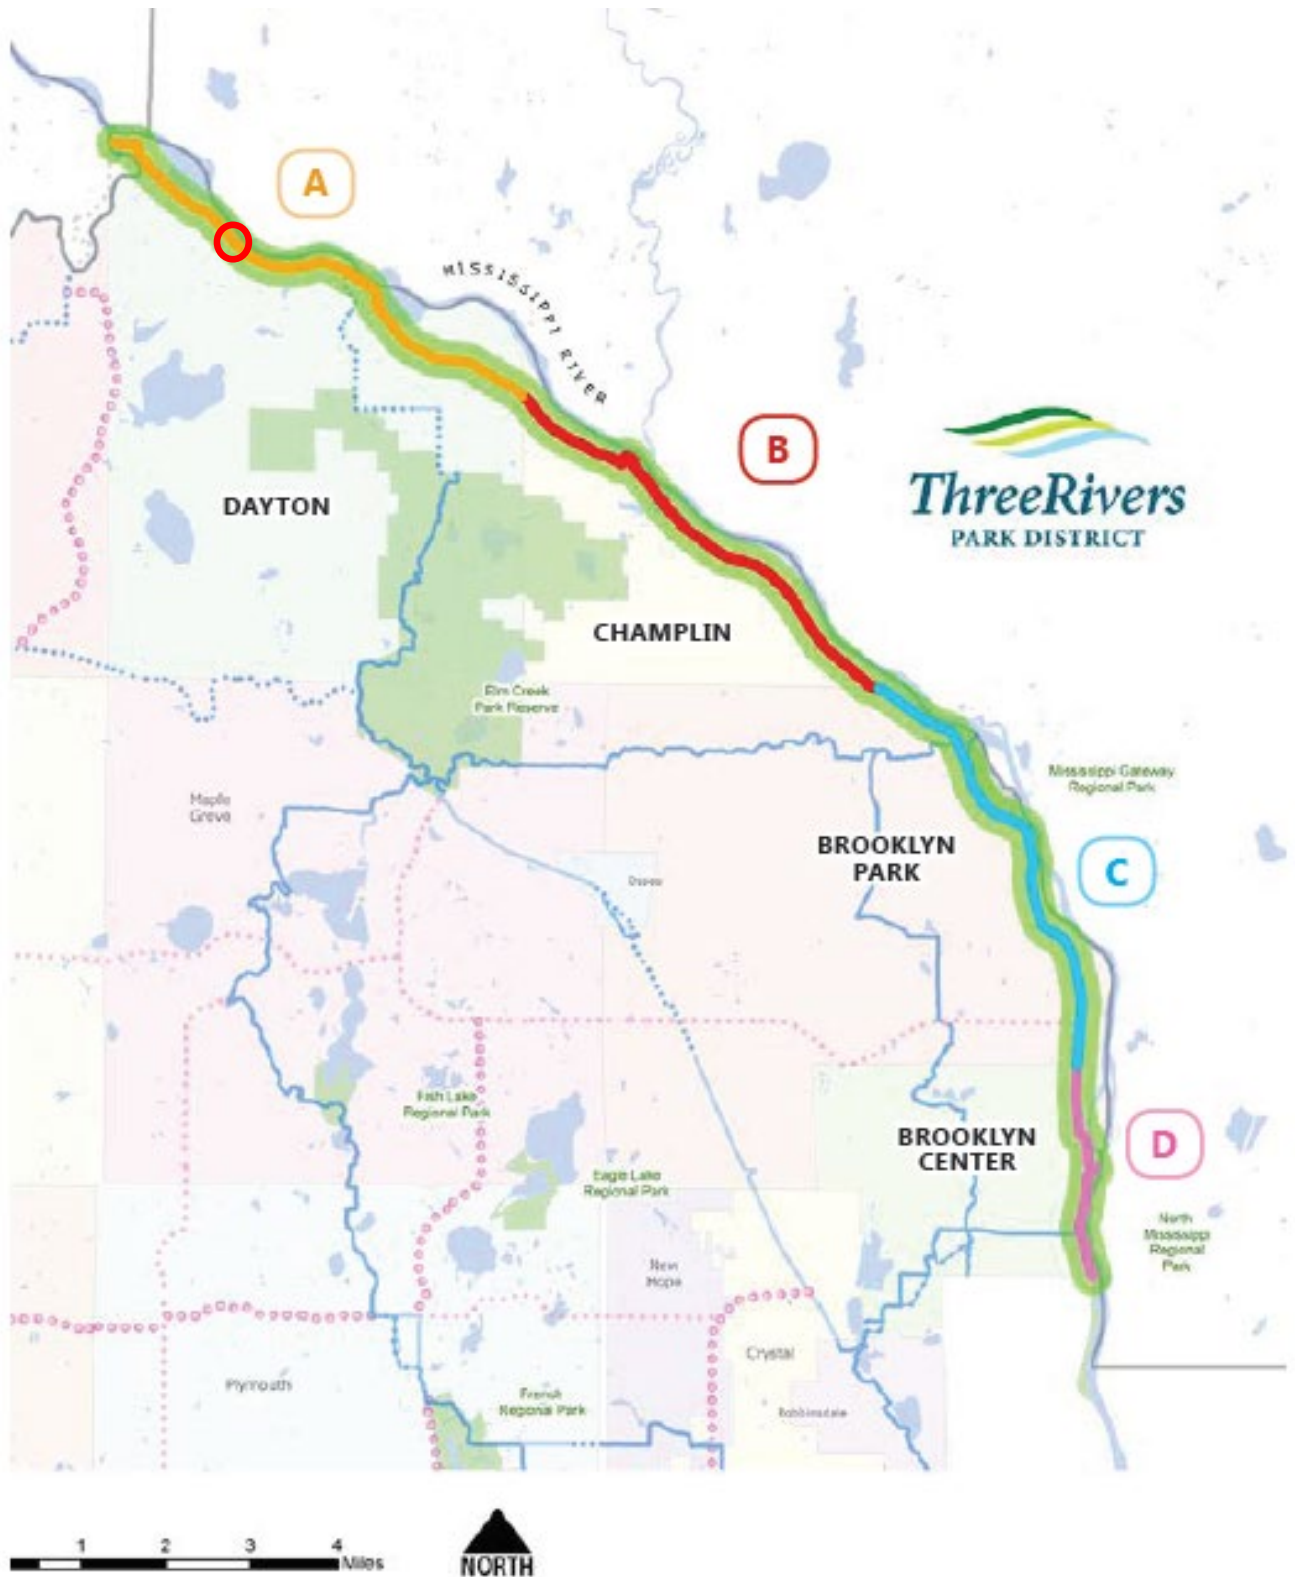 A
MISSISSIPPI RIVER
B
ThreeRivers
PARK DISTRICT
DAYTON
CHAMPLIN
Elm Creek
Park Reserve
Mississippi Gateway
Regional Park
Maple
Grove
BROOKLYN
PARK
C
Osseo
Fish Lake
Regional Park
BROOKLYN
CENTER
D
Eagle Lake
Regional Park
North
Mississippi
Regional
Park
New
Hope
Crystal
Plymouth
French
Regional Park
Robbinsdale
1 2 3 4
Miles
NORTH